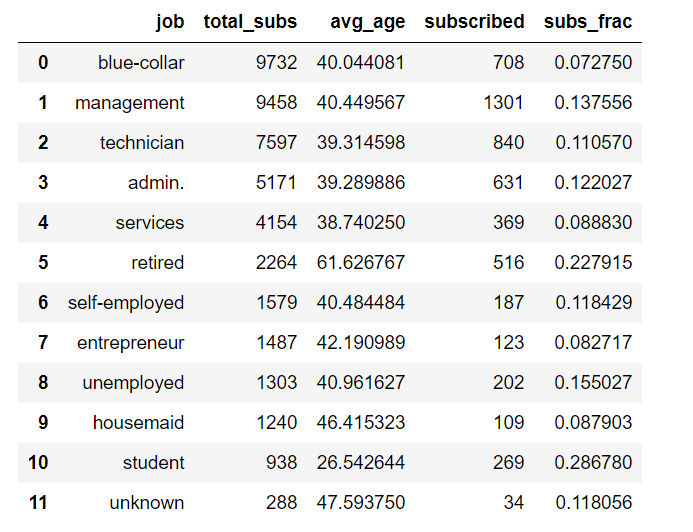 job total_subs avg_age subscribed subs_frac
0 blue-collar 9732 40.044081 708 0.072750
1 management 9458 40.449567 1301 0.137556
2 technician 7597 39.314598 840 0.110570
3 admin. 5171 39.289886 631 0.122027
4 services 4154 38.740250 369 0.088830
5 retired 2264 61.626767 516 0.227915
6 self-employed 1579 40.484484 187 0.118429
7 entrepreneur 1487 42.190989 123 0.082717
8 unemployed 1303 40.961627 202 0.155027
9 housemaid 1240 46.415323 109 0.087903
10 student 938 26.542644 269 0.286780
11 unknown 288 47.593750 34 0.118056